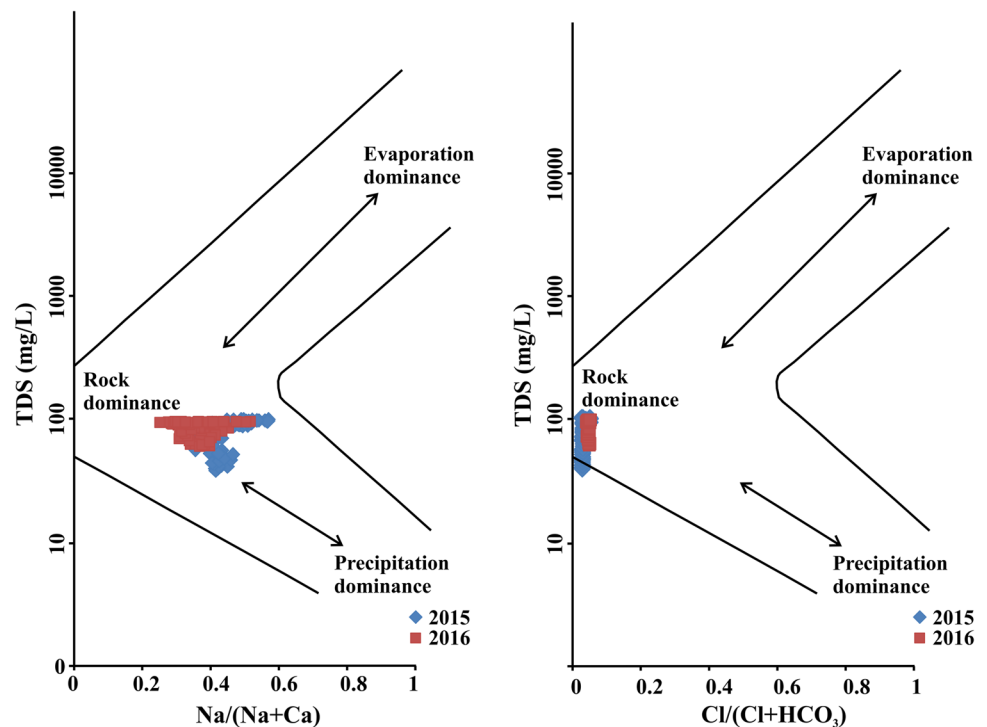 10000
1000
100
10
0
TDS (mg/L)
Evaporation
dominance
Rock
dominance
Precipitation
dominance
2015
2016
0
0.2
0.4
0.6
0.8
1
Na/(Na+Ca)
10000
1000
100
10
0
TDS (mg/L)
Evaporation
dominance
Rock
dominance
Precipitation
dominance
2015
2016
0
0.2
0.4
0.6
0.8
1
Cl/(Cl+HCO₃)